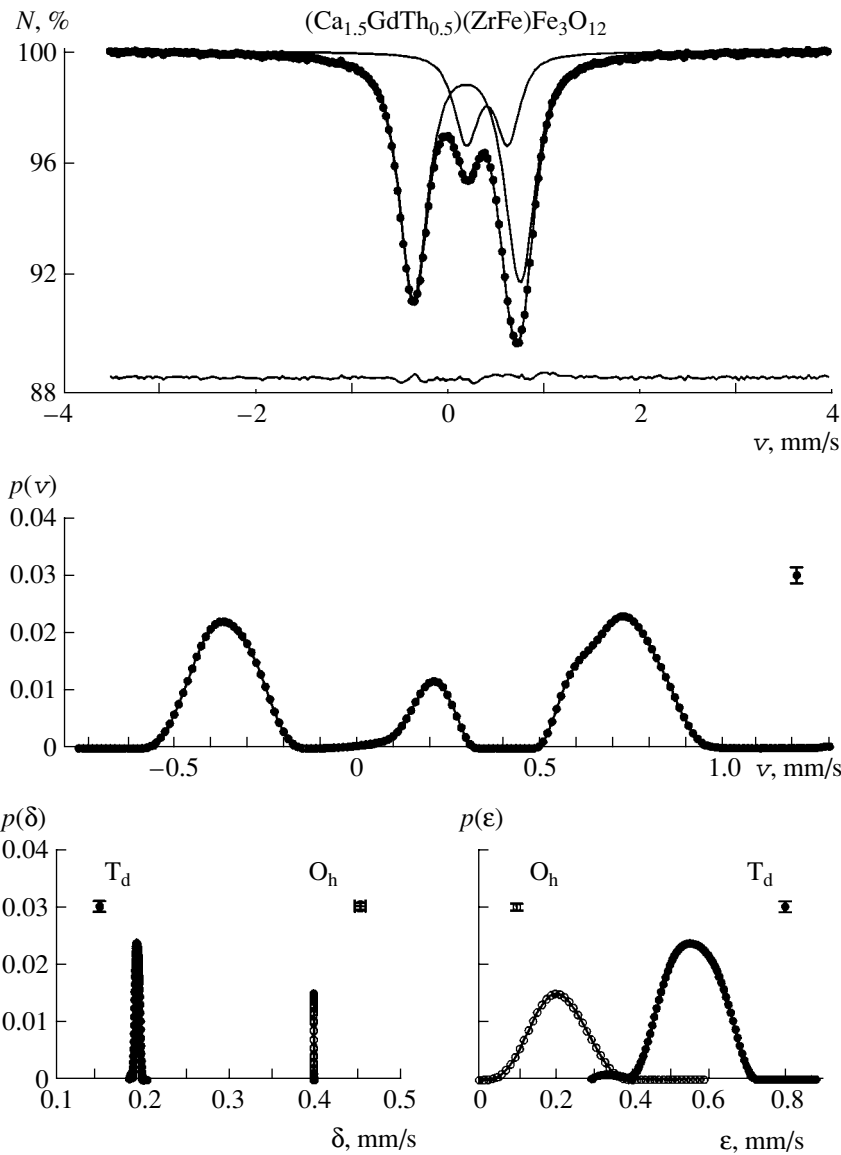 N, %
(Ca1.5GdTh0.5)(ZrFe)Fe3O12
100
96
92
88
−4
−2
0
2
4
v, mm/s
p(v)
0.04
0.03
0.02
0.01
0
−0.5
0
0.5
1.0
v, mm/s
p(δ)
0.04
Td
Oh
0.03
0.02
0.01
0
0.1
0.2
0.3
0.4
0.5
δ, mm/s
p(ε)
Oh
Td
0
0.2
0.4
0.6
0.8
ε, mm/s